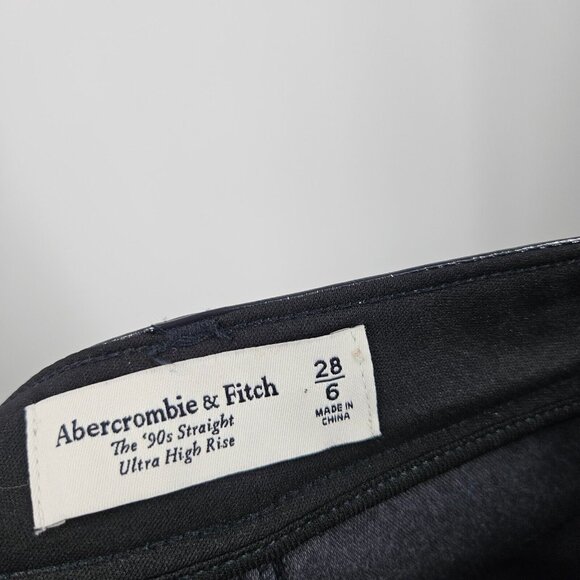 Abercrombie & Fitch
The ‘90s Straight
Ultra High Rise
28
6
MADE IN
CHINA